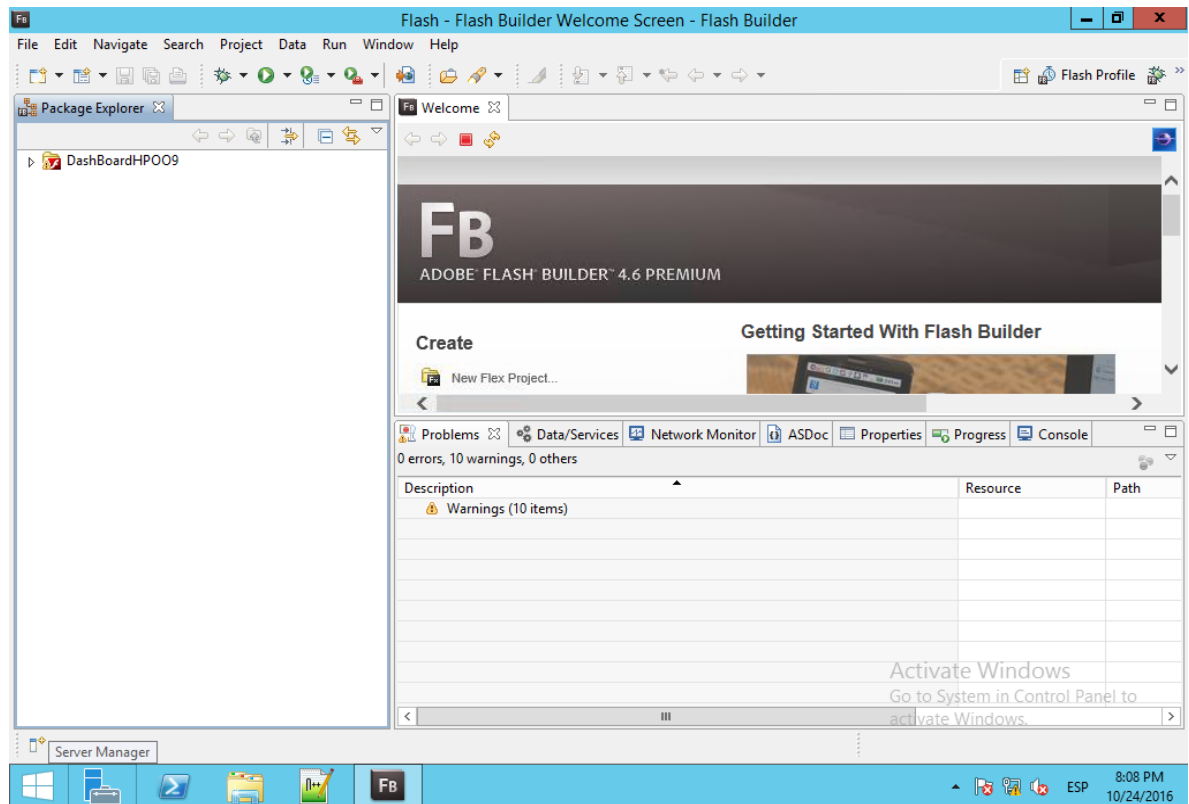 FB Flash - Flash Builder Welcome Screen - Flash Builder
File Edit Navigate Search Project Data Run Window Help
Flash Profile
Package Explorer
DashBoardHPOO9
FB Welcome
FB
ADOBE® FLASH® BUILDER™ 4.6 PREMIUM
Create
New Flex Project...
Getting Started With Flash Builder
Problems Data/Services Network Monitor ASDoc Properties Progress Console
0 errors, 10 warnings, 0 others
Description Resource Path
Warnings (10 items)
Activate Windows
Go to System in Control Panel to
activate Windows.
Server Manager
FB
ESP
8:08 PM
10/24/2016